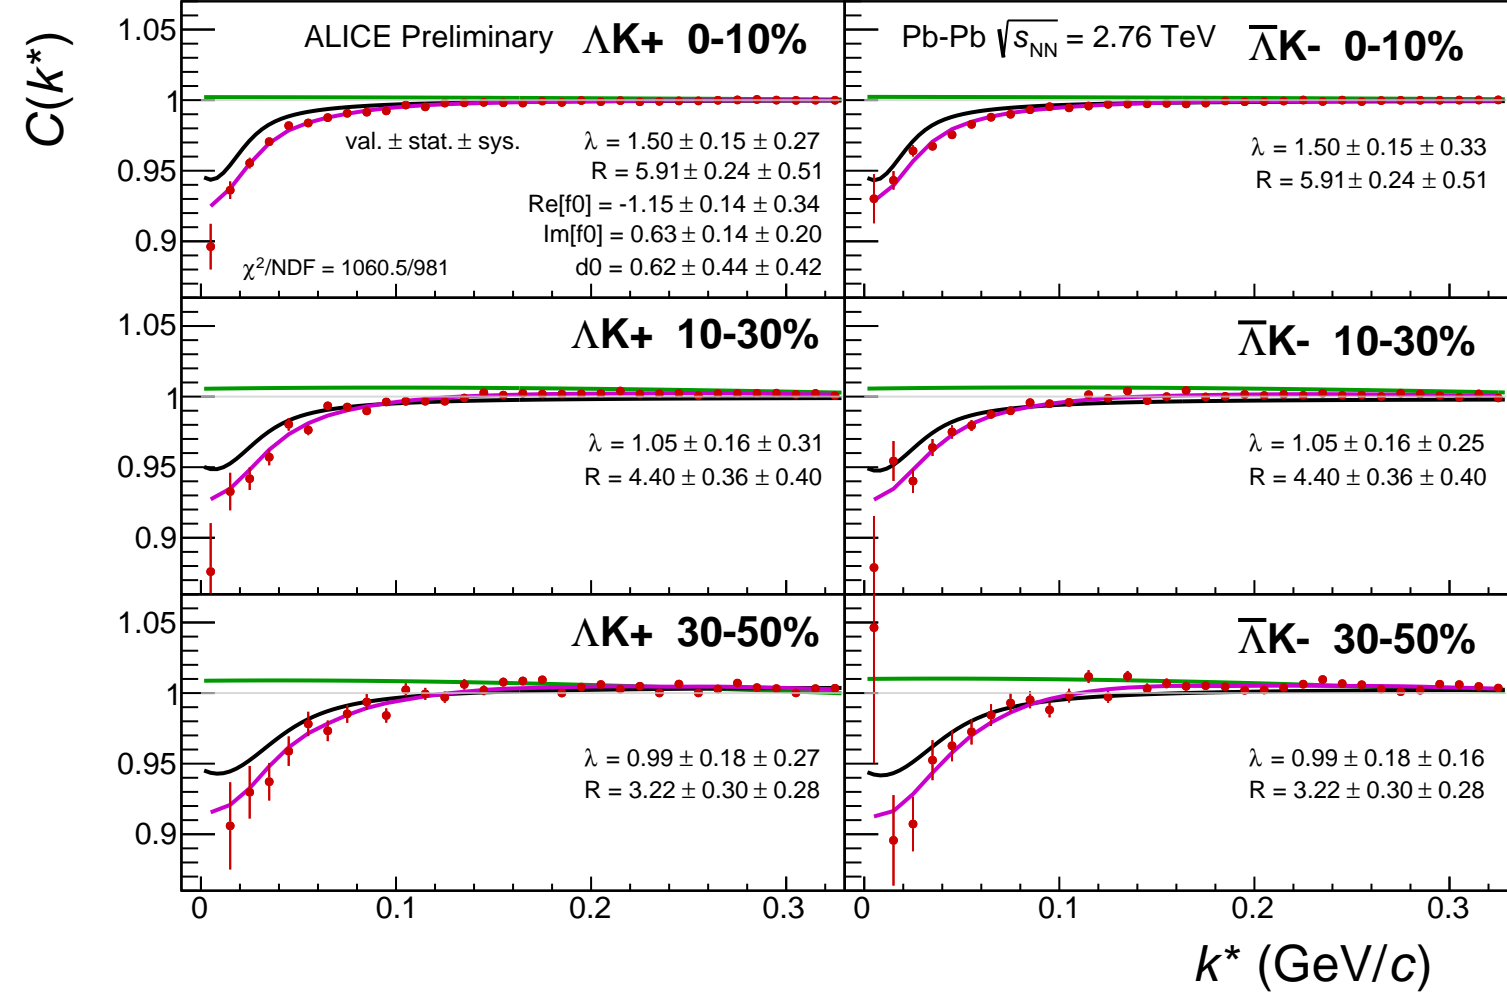 C(k*)
ALICE Preliminary ΛK+ 0-10%
val. ± stat. ± sys.
λ = 1.50 ± 0.15 ± 0.27
R = 5.91 ± 0.24 ± 0.51
Re[f0] = -1.15 ± 0.14 ± 0.34
Im[f0] = 0.63 ± 0.14 ± 0.20
χ²/NDF = 1060.5/981
d0 = 0.62 ± 0.44 ± 0.42
1.05
1
0.95
0.9
Pb-Pb √sNN = 2.76 TeV Λ̅K- 0-10%
λ = 1.50 ± 0.15 ± 0.33
R = 5.91 ± 0.24 ± 0.51
ΛK+ 10-30%
λ = 1.05 ± 0.16 ± 0.31
R = 4.40 ± 0.36 ± 0.40
1.05
1
0.95
0.9
Λ̅K- 10-30%
λ = 1.05 ± 0.16 ± 0.25
R = 4.40 ± 0.36 ± 0.40
ΛK+ 30-50%
λ = 0.99 ± 0.18 ± 0.27
R = 3.22 ± 0.30 ± 0.28
1.05
1
0.95
0.9
Λ̅K- 30-50%
λ = 0.99 ± 0.18 ± 0.16
R = 3.22 ± 0.30 ± 0.28
0 0.1 0.2 0.3
0 0.1 0.2 0.3
k* (GeV/c)